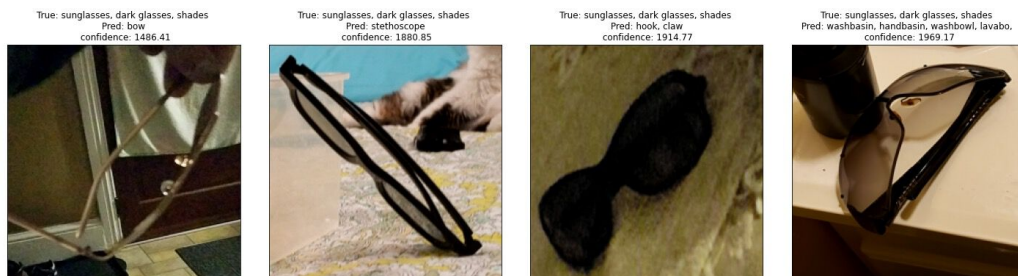 True: sunglasses, dark glasses, shades
Pred: bow
confidence: 1486.41
True: sunglasses, dark glasses, shades
Pred: stethoscope
confidence: 1880.85
True: sunglasses, dark glasses, shades
Pred: hook, claw
confidence: 1914.77
True: sunglasses, dark glasses, shades
Pred: washbasin, handbasin, washbowl, lavabo,
confidence: 1969.17